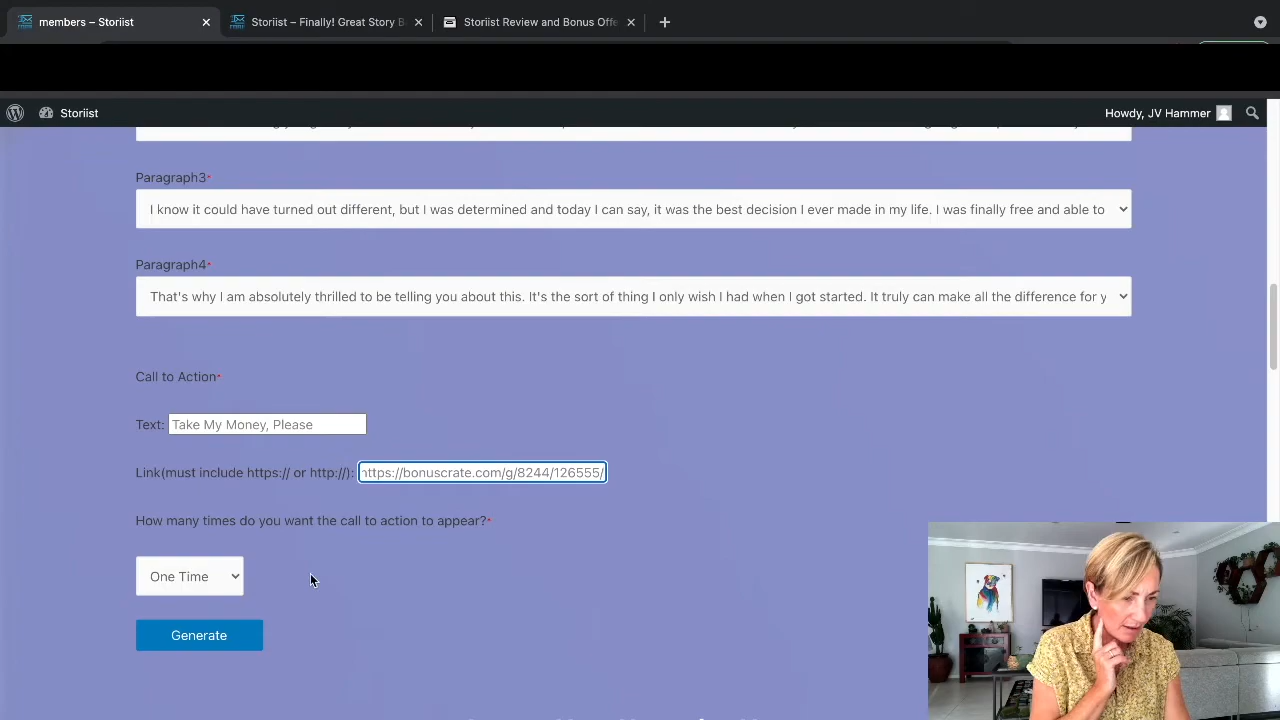 members – Storiist
Storiist – Finally! Great Story B
Storiist Review and Bonus Offe
Storiist
Howdy, JV Hammer
Paragraph3*
I know it could have turned out different, but I was determined and today I can say, it was the best decision I ever made in my life. I was finally free and able to
Paragraph4*
That's why I am absolutely thrilled to be telling you about this. It's the sort of thing I only wish I had when I got started. It truly can make all the difference for y
Call to Action*
Text: Take My Money, Please
Link(must include https:// or http://): https://bonuscrate.com/g/8244/126555/
How many times do you want the call to action to appear?*
One Time
Generate